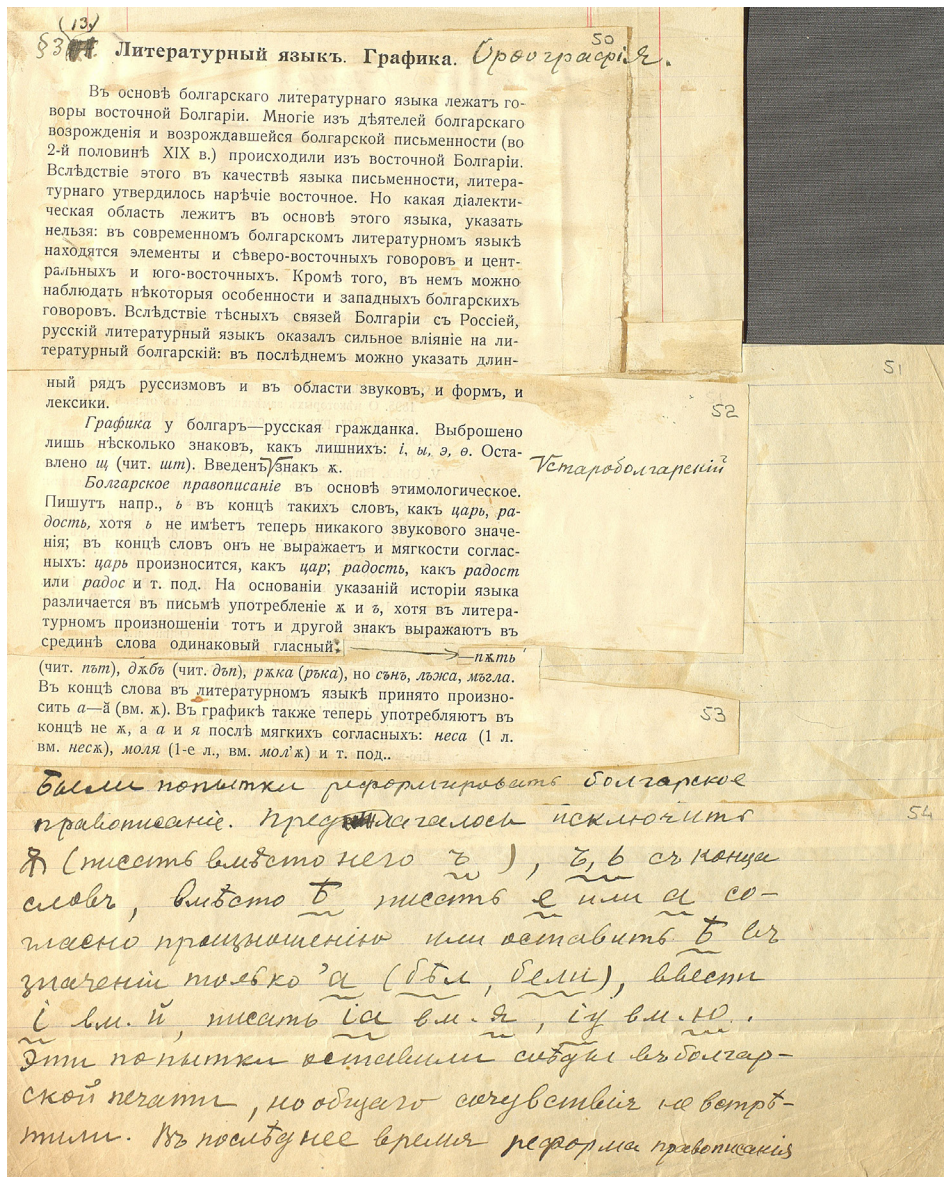 (13.)
§3 Литературный языкъ. Графика. Орѳографія.
50
Въ основѣ болгарскаго литературнаго языка лежатъ го-
воры восточной Болгаріи. Многіе изъ дѣятелей болгарскаго
возрожденія и возрождавшейся болгарской письменности (во
2-й половинѣ XIX в.) происходили изъ восточной Болгаріи.
Вслѣдствіе этого въ качествѣ языка письменности, литера-
турнаго утвердилось нарѣчіе восточное. Но какая діалекти-
ческая область лежитъ въ основѣ этого языка, указать
нельзя: въ современномъ болгарскомъ литературномъ языкѣ
находятся элементы и сѣверо-восточныхъ говоровъ и цент-
ральныхъ и юго-восточныхъ. Кромѣ того, въ немъ можно
наблюдать нѣкоторыя особенности и западныхъ болгарскихъ
говоровъ. Вслѣдствіе тѣсныхъ связей Болгаріи съ Россіей,
русскій литературный языкъ оказалъ сильное вліяніе на ли-
тературный болгарскій: въ послѣднемъ можно указать длин-
51
ный рядъ руссизмовъ и въ области звуковъ, и формъ, и
лексики.
52
Графика у болгаръ—русская гражданка. Выброшено
лишь нѣсколько знаковъ, какъ лишнихъ: і, ы, э, ѳ. Оста-
влено щ (чит. шт). Введенъ знакъ ѫ.
Vстароболгарскій
Болгарское правописаніе въ основѣ этимологическое.
Пишутъ напр., ь въ концѣ такихъ словъ, какъ царь, ра-
дость, хотя ь не имѣетъ теперь никакого звукового значе-
нія; въ концѣ словъ онъ не выражаетъ и мягкости соглас-
ныхъ: царь произносится, какъ цар; радость, какъ радост
или радос и т. под. На основаніи указаній исторіи языка
различается въ письмѣ употребленіе ѫ и ъ, хотя въ литера-
турномъ произношеніи тотъ и другой знакъ выражаютъ въ
срединѣ слова одинаковый гласный:
—пѫть
(чит. път), дѫбъ (чит. дъп), рѫка (ръка), но сънь, лъжа, мъгла.
Въ концѣ слова въ литературномъ языкѣ принято произно-
сить а—ă (вм. ѫ). Въ графикѣ также теперь употребляютъ въ
концѣ не ѫ, а а и я послѣ мягкихъ согласныхъ: неса (1 л.
вм. несѫ), моля (1-е л., вм. мол'ѫ) и т. под..
53
Были попытки реформировать болгарское
правописаніе. Предлагалось исключить
54
ѫ (писать вмѣсто него ъ), ъ, ь съ конца
словъ, вмѣсто ѣ писать е или а со-
гласно произношенію или оставить ѣ въ
значеніи только 'а (бѣл, бели), ввести
і вм. й, писать іа вм. я, іу вм. ю.
Эти попытки оставили слѣды въ болгар-
ской печати, но общаго сочувствія не встрѣ-
тили. Въ послѣднее время реформа правописанія